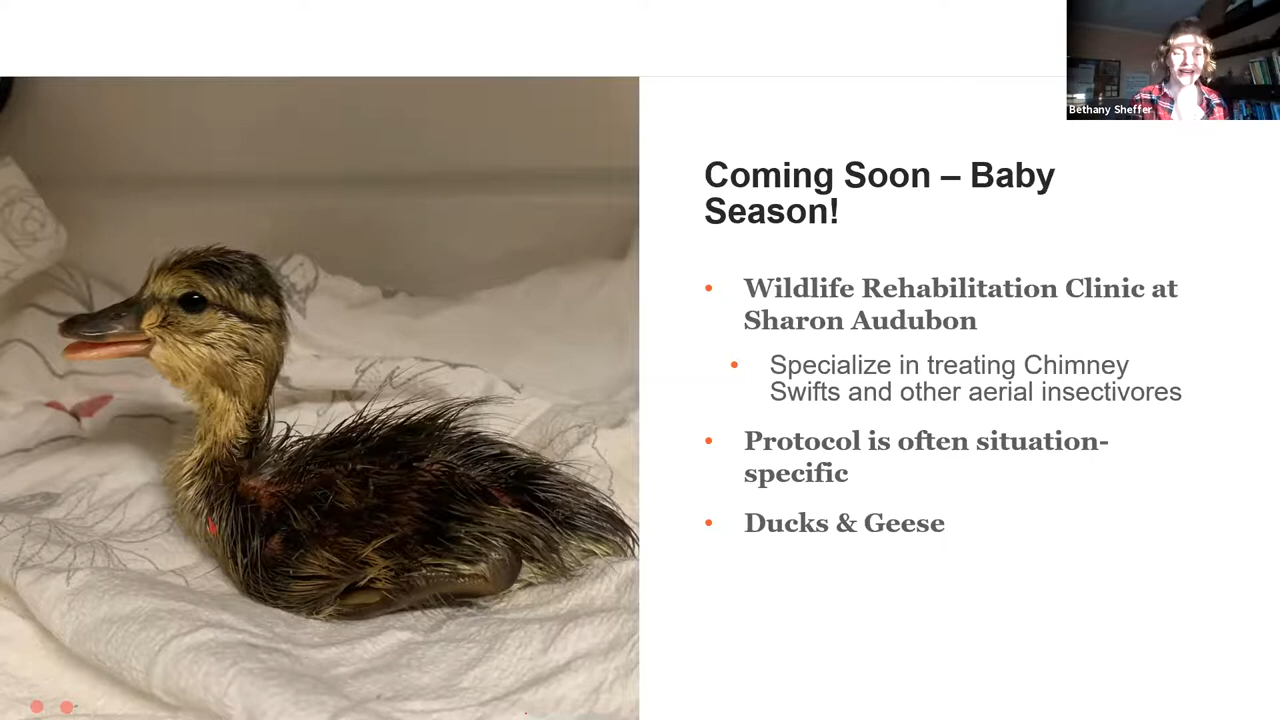 Bethany Sheffer
Coming Soon – Baby
Season!
• Wildlife Rehabilitation Clinic at
Sharon Audubon
• Specialize in treating Chimney
Swifts and other aerial insectivores
• Protocol is often situation-
specific
• Ducks & Geese